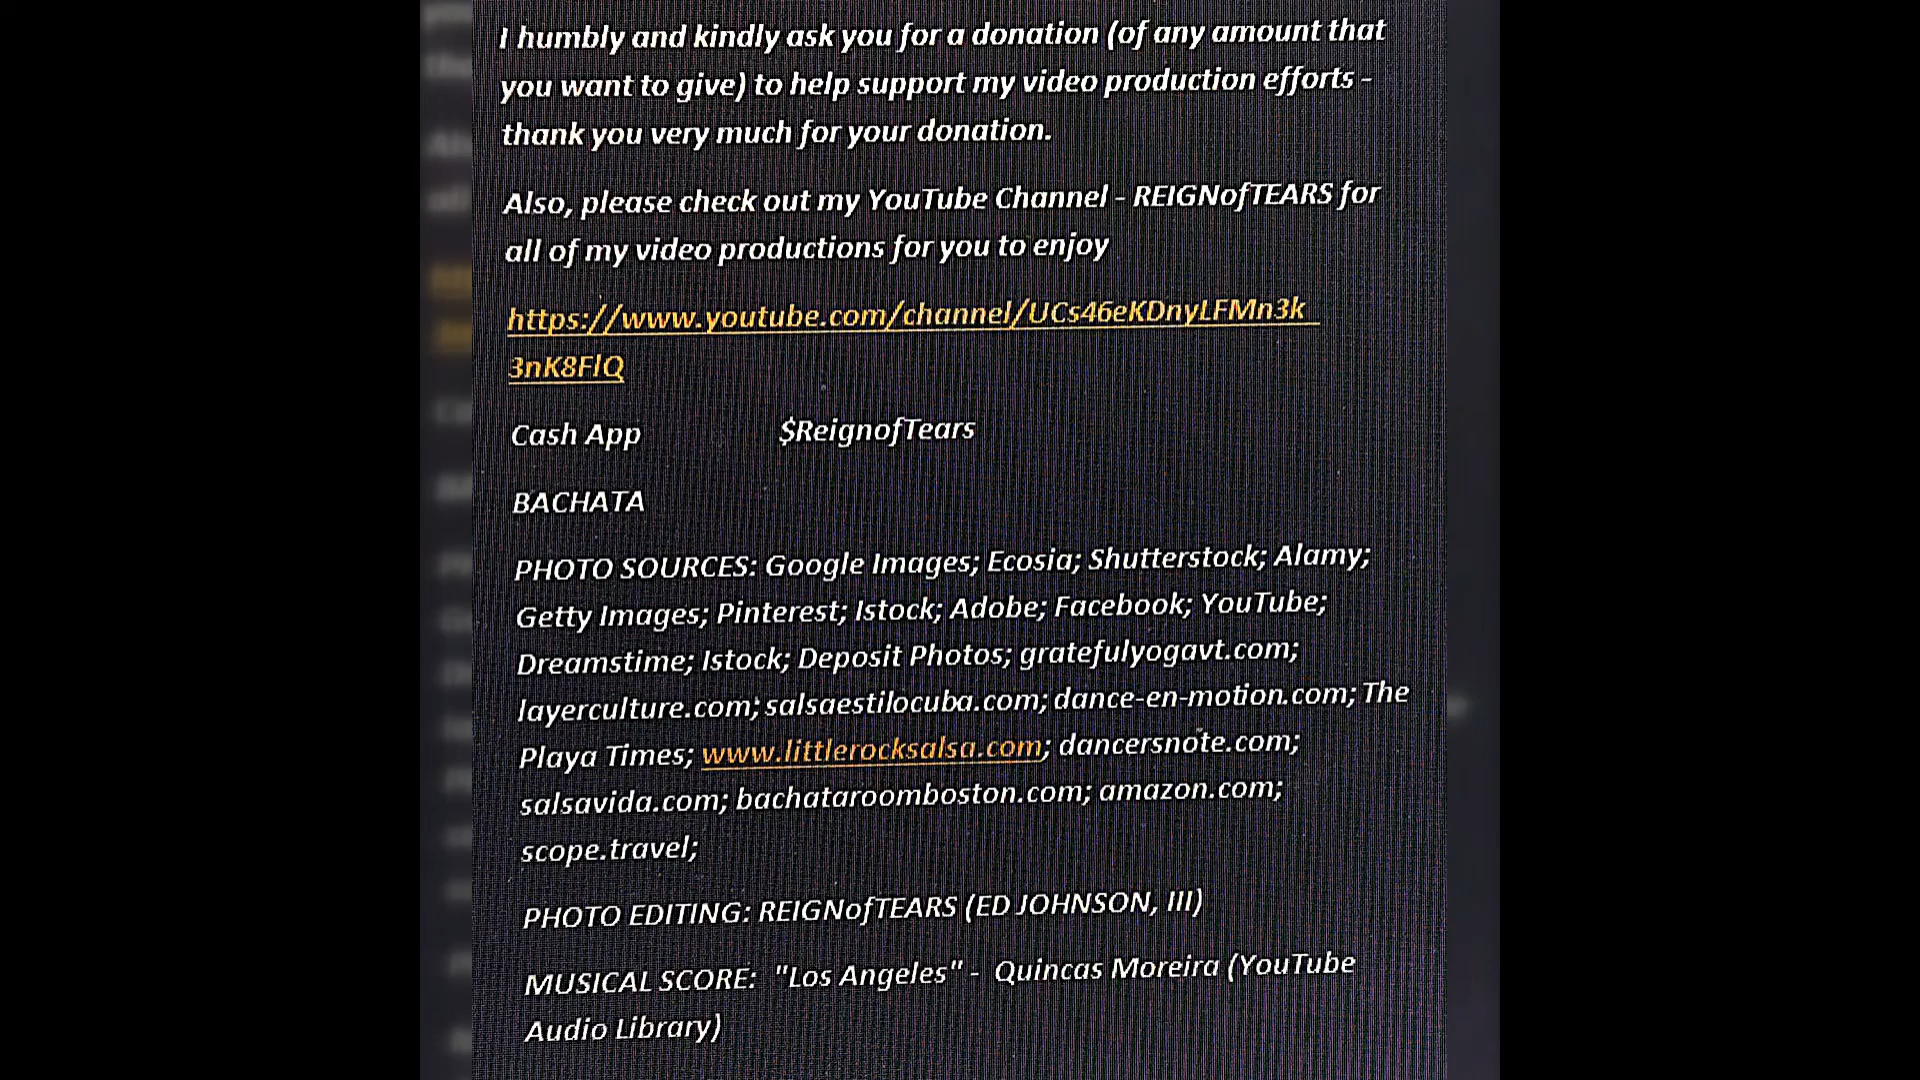 I humbly and kindly ask you for a donation (of any amount that
you want to give) to help support my video production efforts -
thank you very much for your donation.
Also, please check out my YouTube Channel - REIGNofTEARS for
all of my video productions for you to enjoy
https://www.youtube.com/channel/UCs46eKDnyLFMn3k_
3nK8FlQ
Cash App $ReignofTears
BACHATA
PHOTO SOURCES: Google Images; Ecosia; Shutterstock; Alamy;
Getty Images; Pinterest; Istock; Adobe; Facebook; YouTube;
Dreamstime; Istock; Deposit Photos; gratefulyogavt.com;
layerculture.com; salsaestilocuba.com; dance-en-motion.com; The
Playa Times; www.littlerocksalsa.com; dancersnote.com;
salsavida.com; bachataroomboston.com; amazon.com;
scope.travel;
PHOTO EDITING: REIGNofTEARS (ED JOHNSON, III)
MUSICAL SCORE: "Los Angeles" - Quincas Moreira (YouTube
Audio Library)